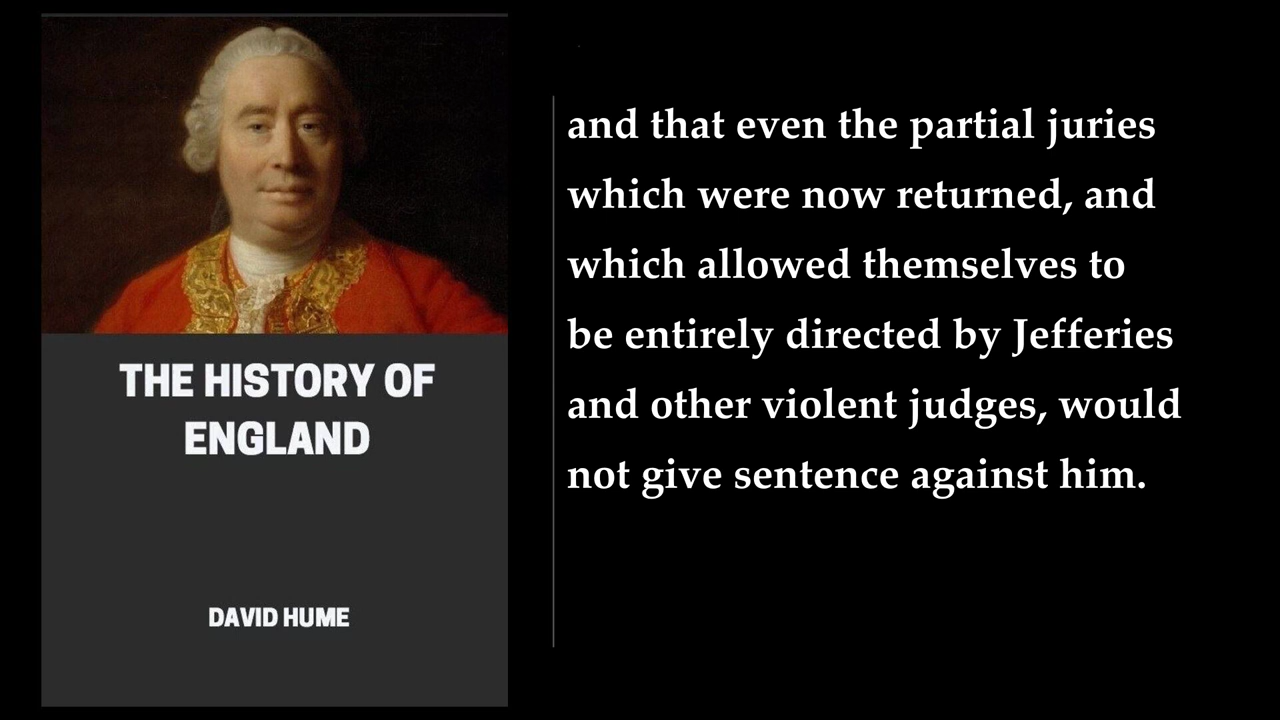 THE HISTORY OF
ENGLAND
DAVID HUME
and that even the partial juries
which were now returned, and
which allowed themselves to
be entirely directed by Jefferies
and other violent judges, would
not give sentence against him.